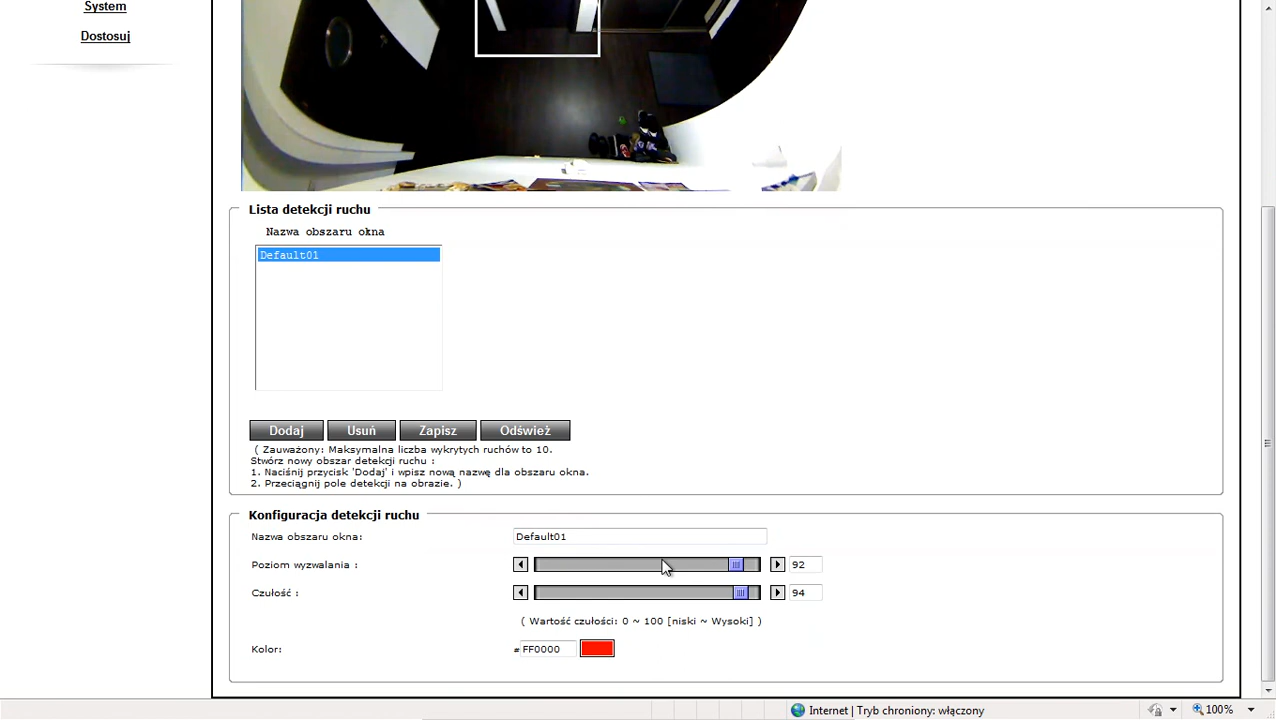 System
Dostosuj
Lista detekcji ruchu
Nazwa obszaru okna
Default01
Dodaj Usuń Zapisz Odśwież
( Zauważony: Maksymalna liczba wykrytych ruchów to 10.
Stwórz nowy obszar detekcji ruchu :
1. Naciśnij przycisk 'Dodaj' i wpisz nową nazwę dla obszaru okna.
2. Przeciągnij pole detekcji na obrazie. )
Konfiguracja detekcji ruchu
Nazwa obszaru okna: Default01
Poziom wyzwalania : 92
Czułość : 94
( Wartość czułości: 0 ~ 100 [niski ~ Wysoki] )
Kolor: # FF0000
Internet | Tryb chroniony: włączony 100%